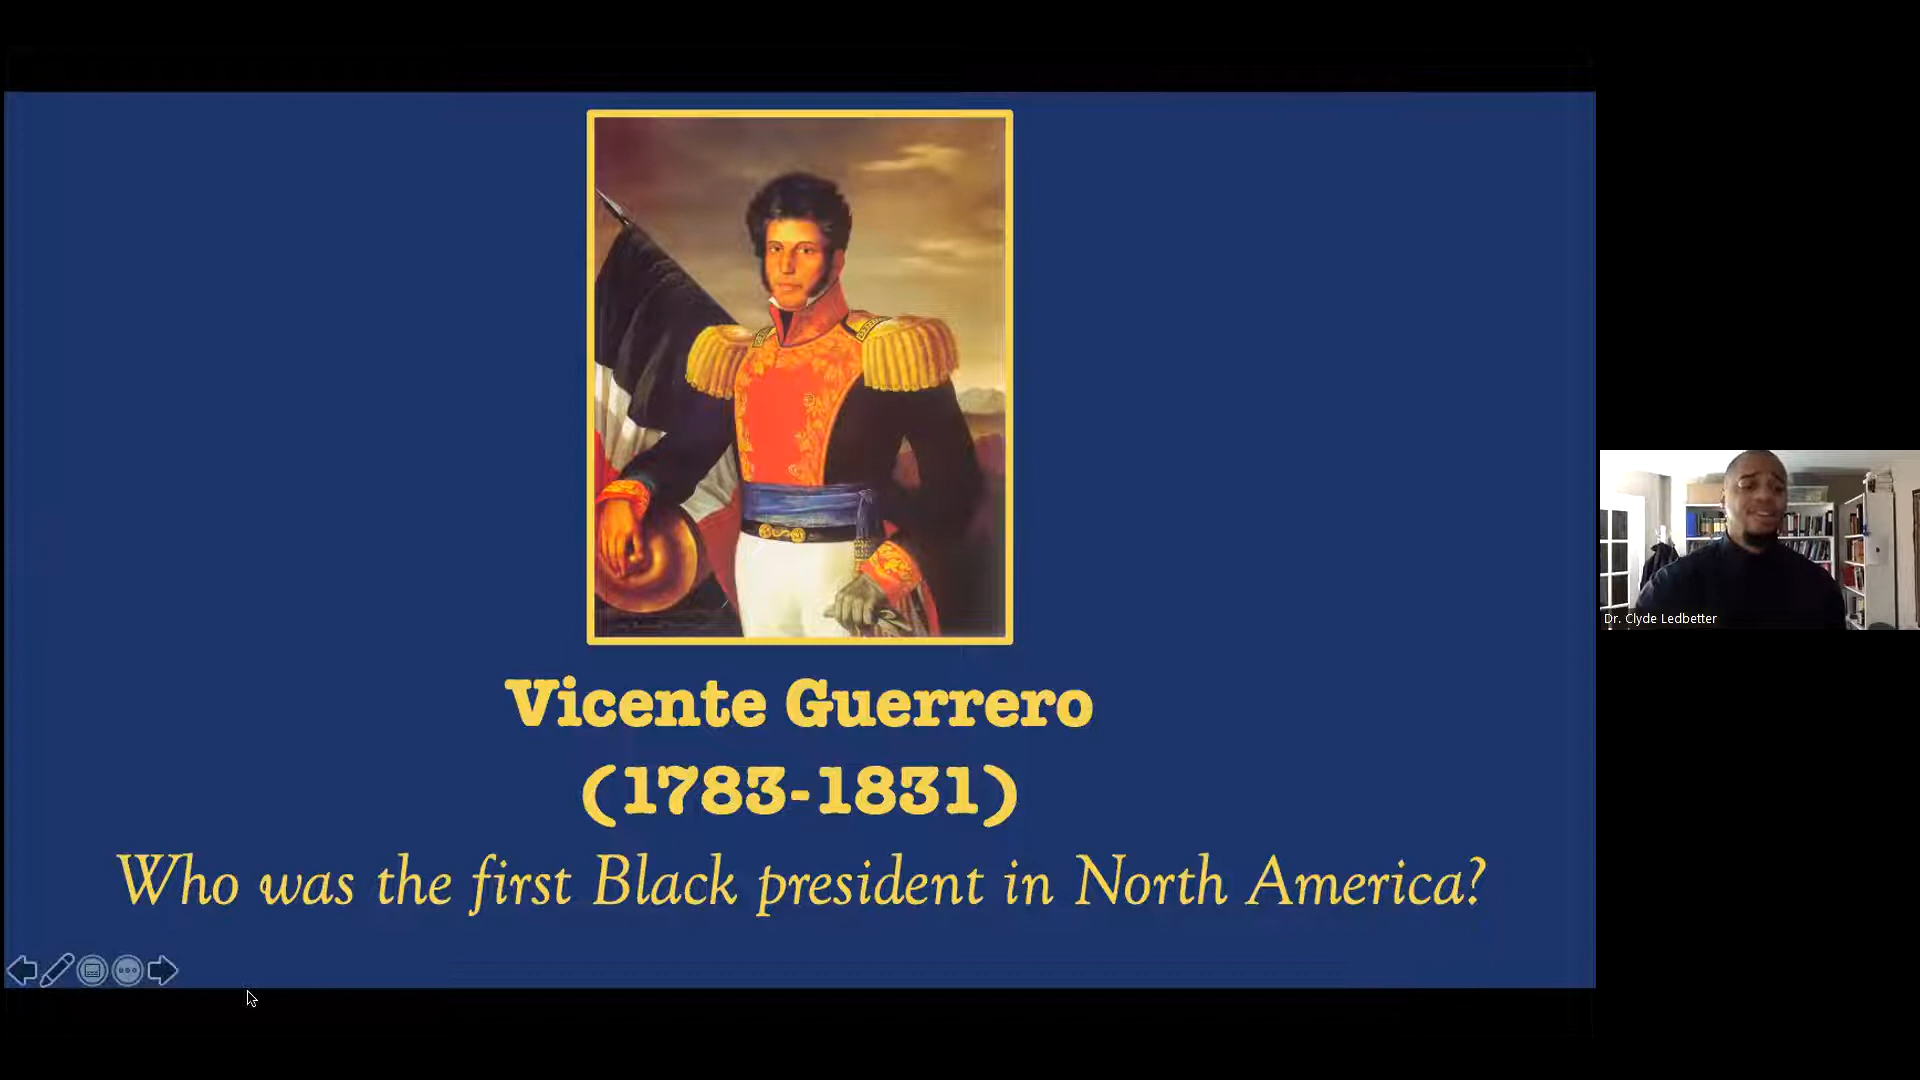 Vicente Guerrero
(1783-1831)
Who was the first Black president in North America?
Dr. Clyde Ledbetter